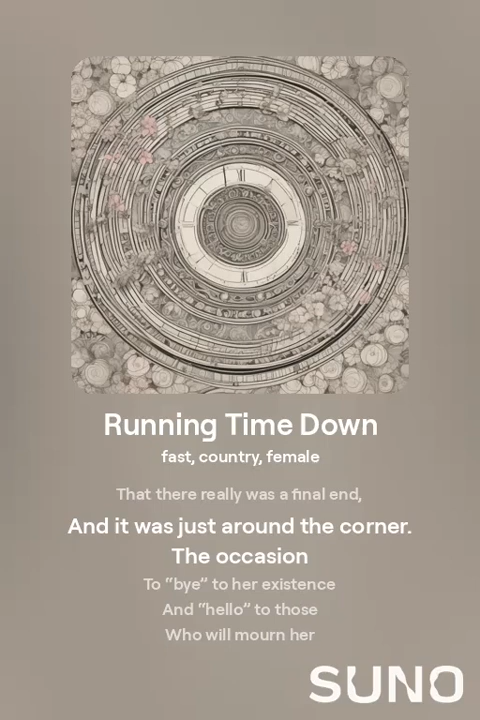 Running Time Down
fast, country, female
That there really was a final end,
And it was just around the corner.
The occasion
To “bye” to her existence
And “hello” to those
Who will mourn her
SUNO